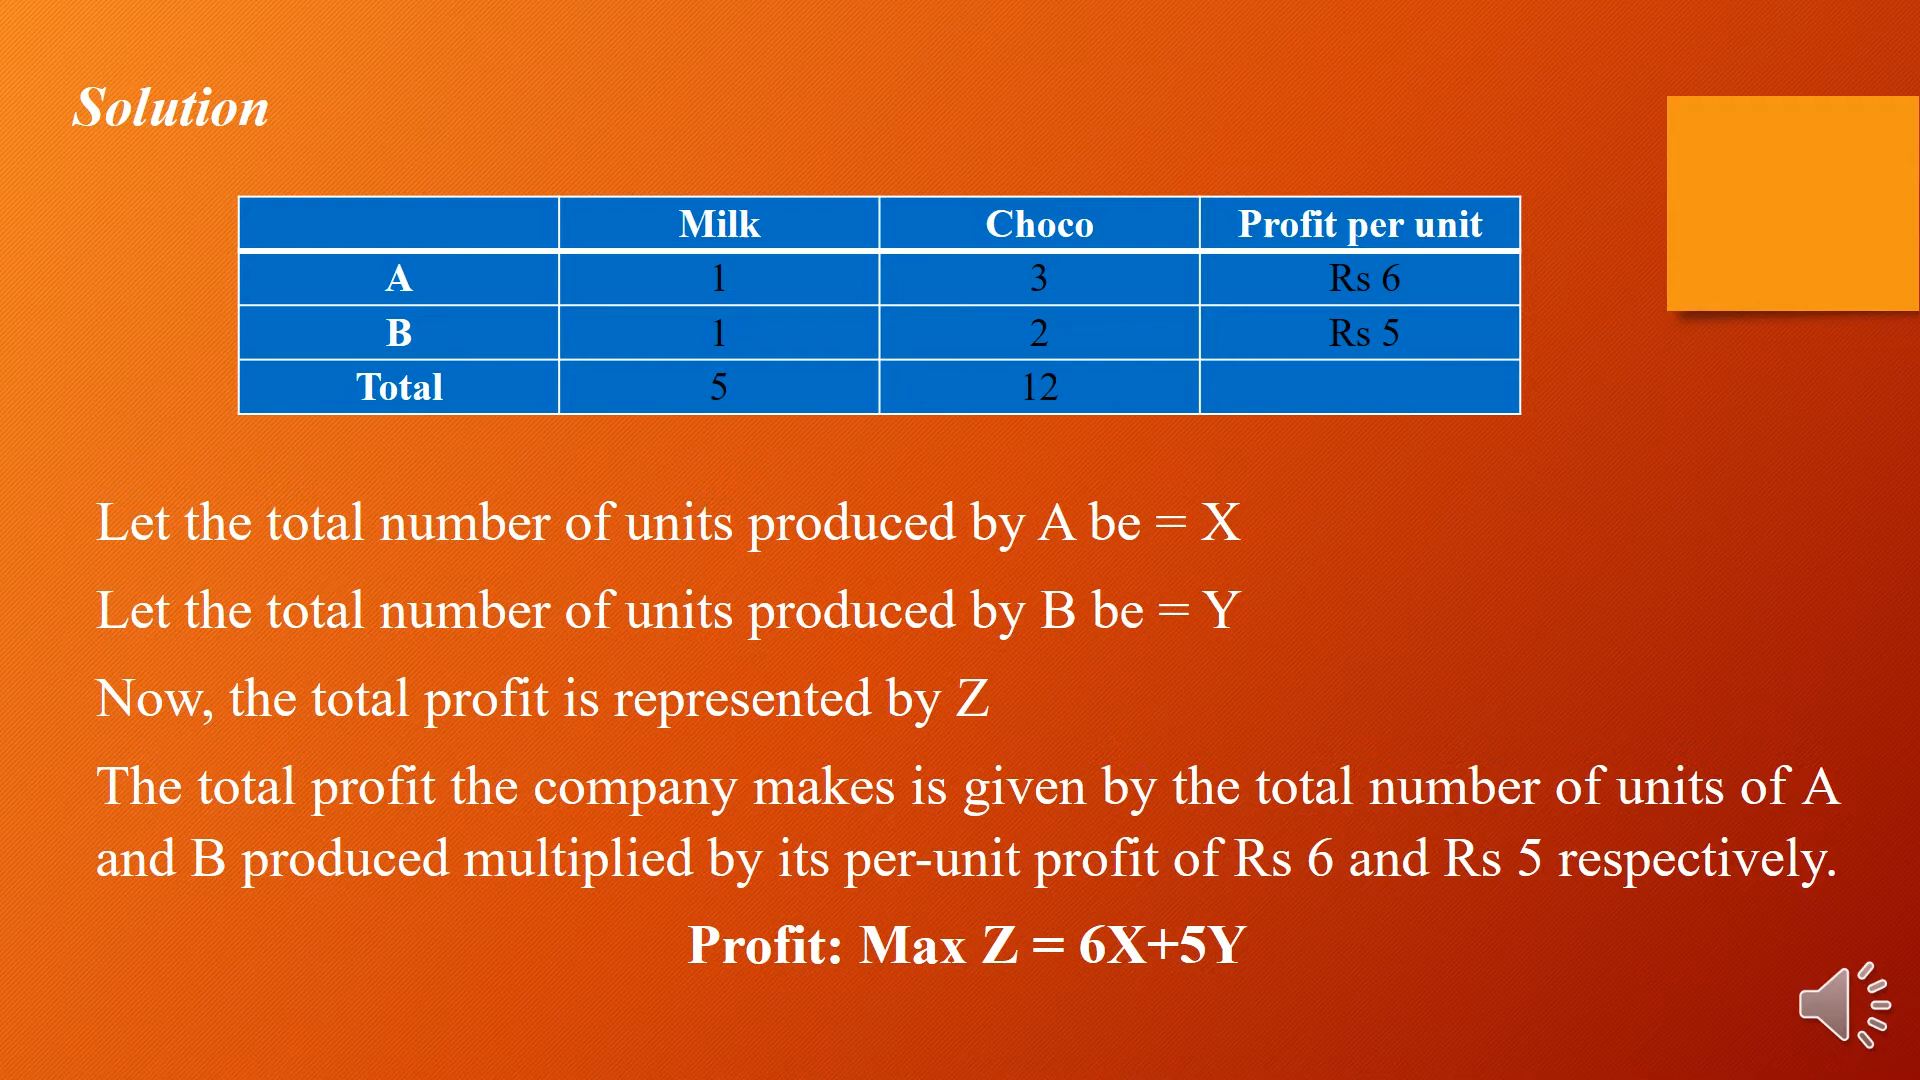 Solution
Milk Choco Profit per unit
A 1 3 Rs 6
B 1 2 Rs 5
Total 5 12
Let the total number of units produced by A be = X
Let the total number of units produced by B be = Y
Now, the total profit is represented by Z
The total profit the company makes is given by the total number of units of A
and B produced multiplied by its per-unit profit of Rs 6 and Rs 5 respectively.
Profit: Max Z = 6X+5Y